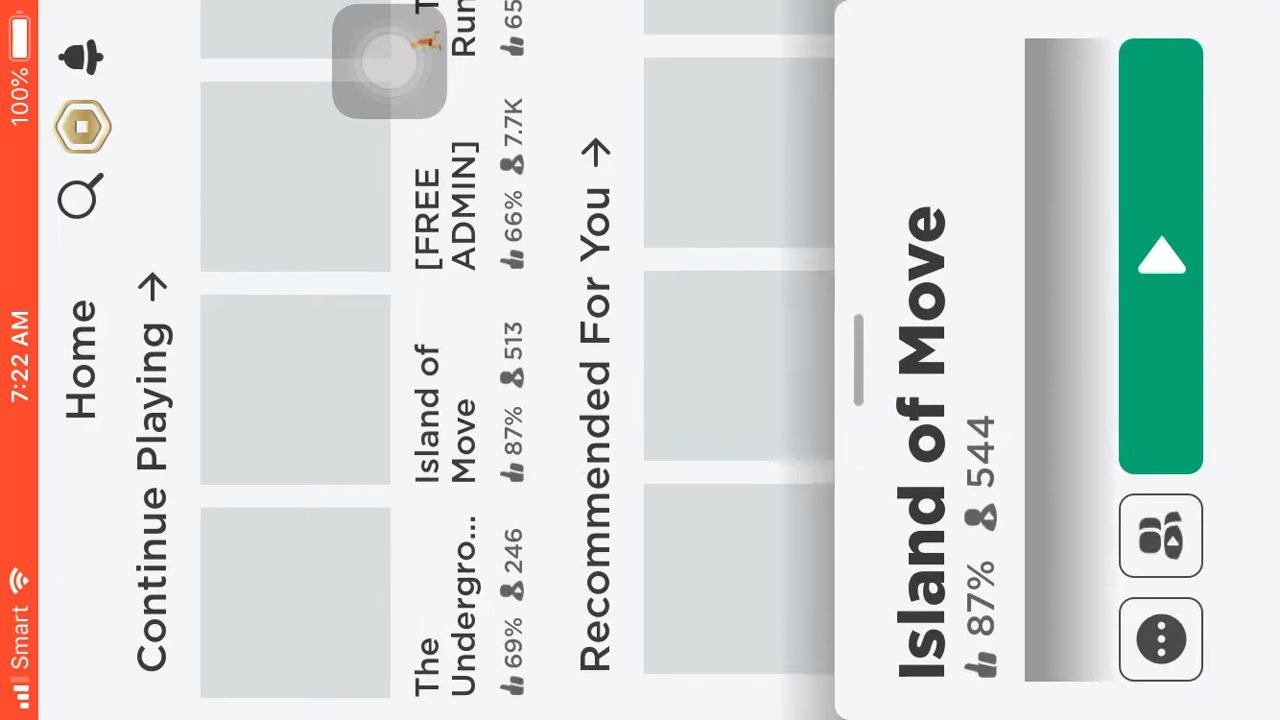 Smart 7:22 AM 100%
Home
Continue Playing →
The
Undergro...
69% 246
Island of
Move
87% 513
[FREE
ADMIN]
66% 7.7K
Run
65
Recommended For You →
Island of Move
87% 544